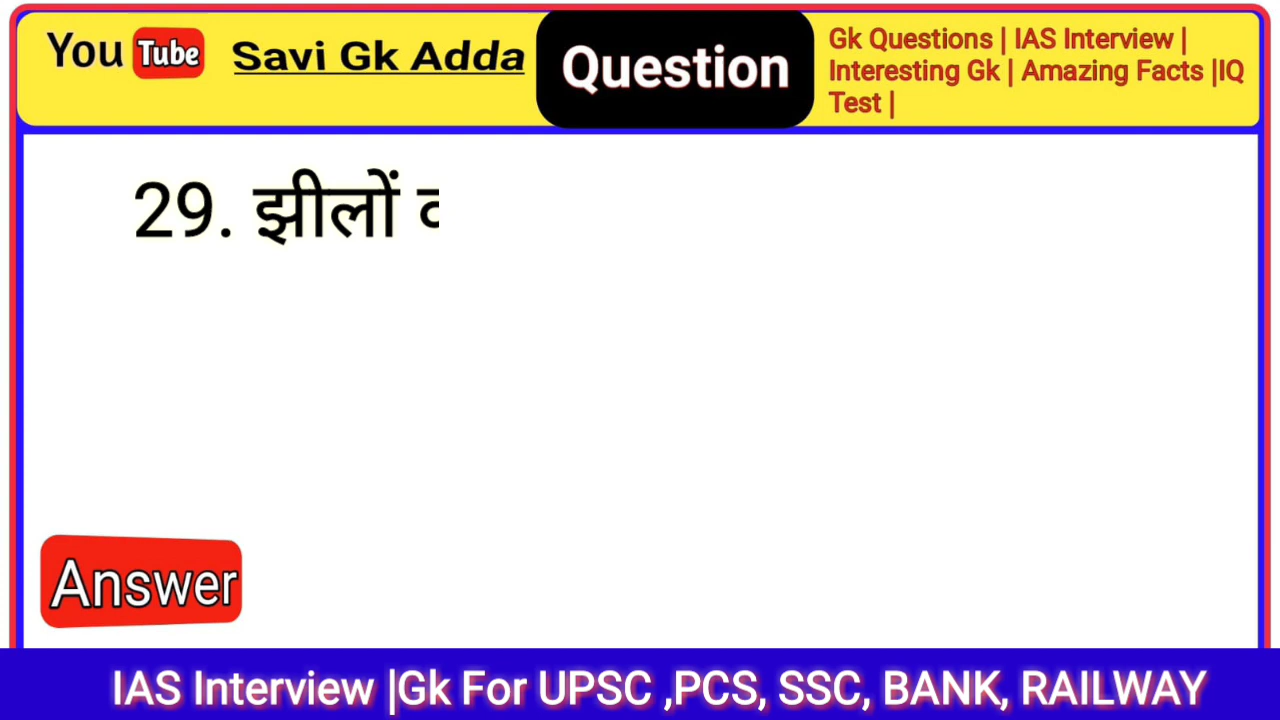 You Tube Savi Gk Adda
Question
Gk Questions | IAS Interview |
Interesting Gk | Amazing Facts |IQ
Test |
29. झीलों
Answer
IAS Interview |Gk For UPSC ,PCS, SSC, BANK, RAILWAY